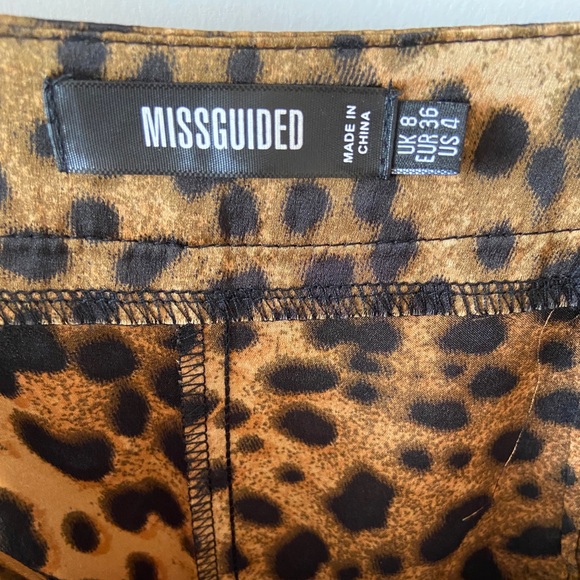 MISSGUIDED
MADE IN
CHINA
UK 8
EUR 36
US 4